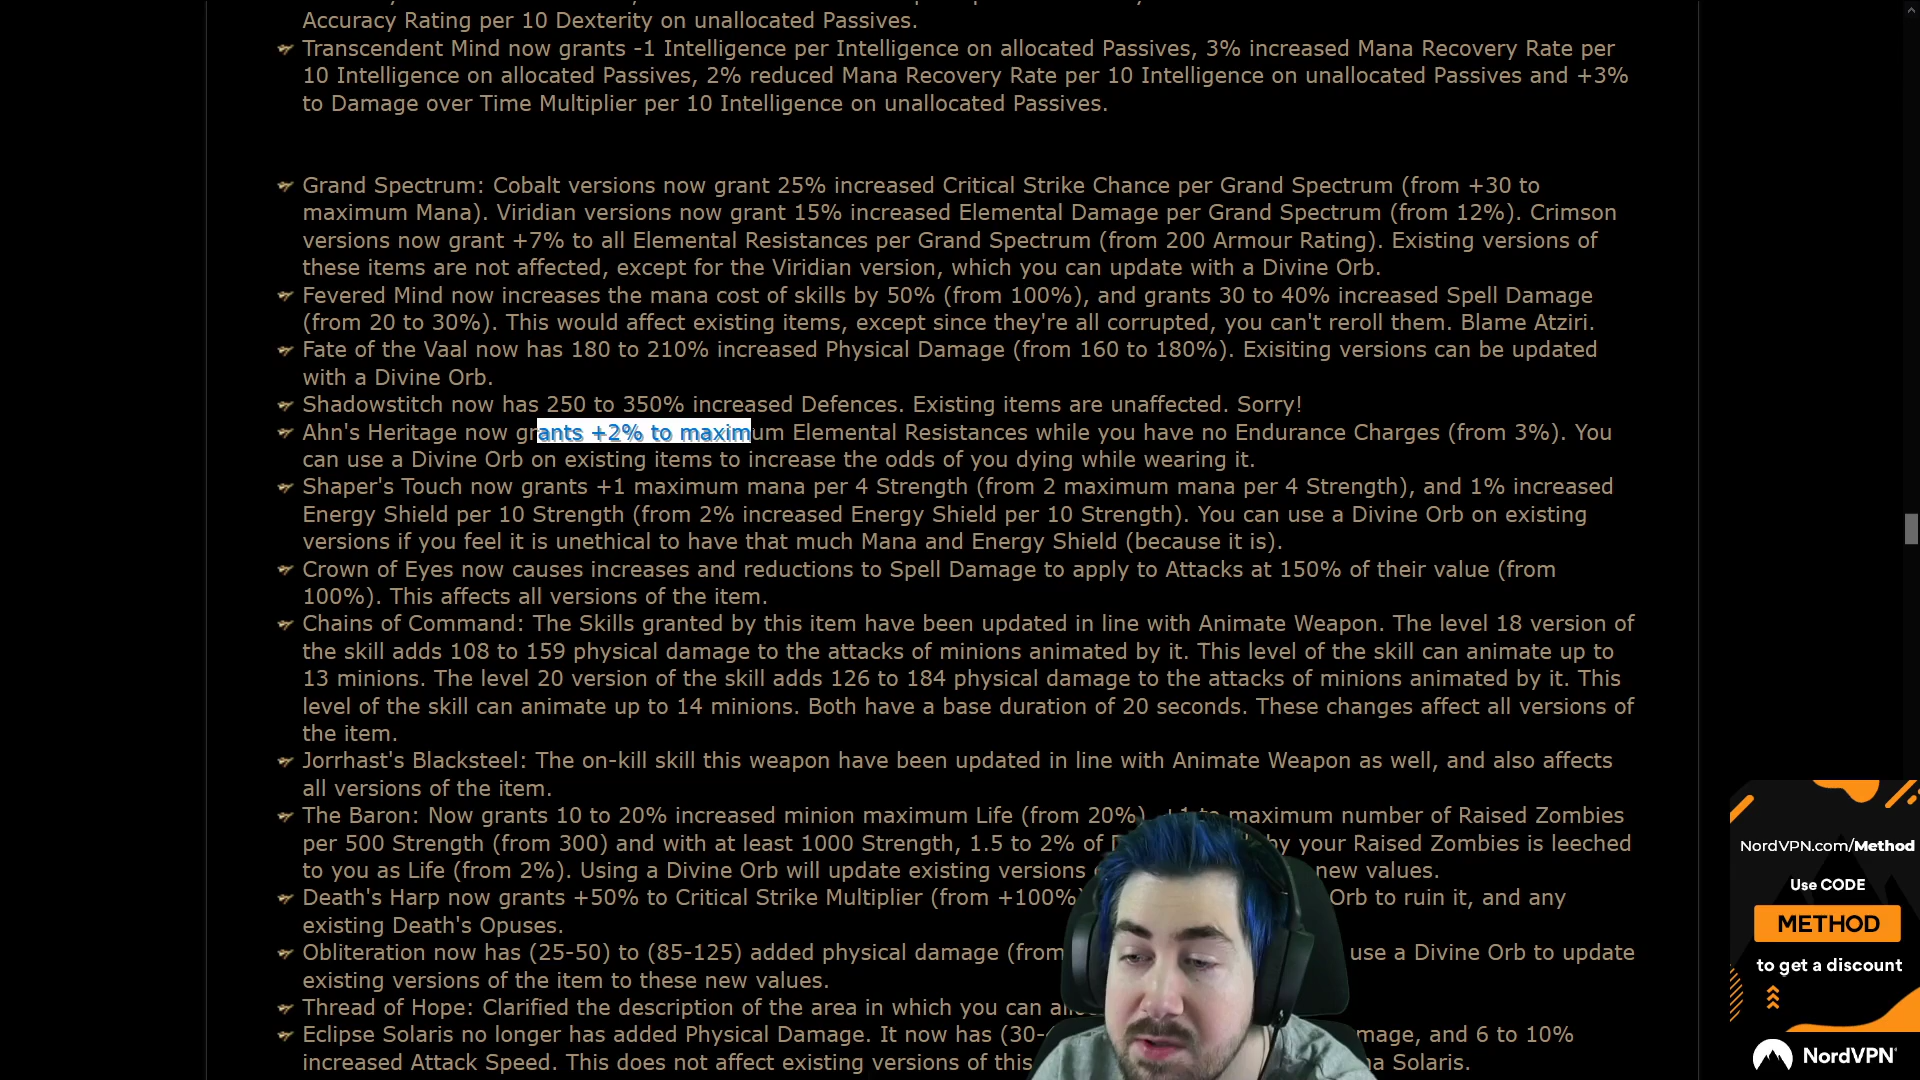 Accuracy Rating per 10 Dexterity on unallocated Passives.
Transcendent Mind now grants -1 Intelligence per Intelligence on allocated Passives, 3% increased Mana Recovery Rate per
10 Intelligence on allocated Passives, 2% reduced Mana Recovery Rate per 10 Intelligence on unallocated Passives and +3%
to Damage over Time Multiplier per 10 Intelligence on unallocated Passives.
Grand Spectrum: Cobalt versions now grant 25% increased Critical Strike Chance per Grand Spectrum (from +30 to
maximum Mana). Viridian versions now grant 15% increased Elemental Damage per Grand Spectrum (from 12%). Crimson
versions now grant +7% to all Elemental Resistances per Grand Spectrum (from 200 Armour Rating). Existing versions of
these items are not affected, except for the Viridian version, which you can update with a Divine Orb.
Fevered Mind now increases the mana cost of skills by 50% (from 100%), and grants 30 to 40% increased Spell Damage
(from 20 to 30%). This would affect existing items, except since they're all corrupted, you can't reroll them. Blame Atziri.
Fate of the Vaal now has 180 to 210% increased Physical Damage (from 160 to 180%). Exisiting versions can be updated
with a Divine Orb.
Shadowstitch now has 250 to 350% increased Defences. Existing items are unaffected. Sorry!
Ahn's Heritage now grants +2% to maximum Elemental Resistances while you have no Endurance Charges (from 3%). You
can use a Divine Orb on existing items to increase the odds of you dying while wearing it.
Shaper's Touch now grants +1 maximum mana per 4 Strength (from 2 maximum mana per 4 Strength), and 1% increased
Energy Shield per 10 Strength (from 2% increased Energy Shield per 10 Strength). You can use a Divine Orb on existing
versions if you feel it is unethical to have that much Mana and Energy Shield (because it is).
Crown of Eyes now causes increases and reductions to Spell Damage to apply to Attacks at 150% of their value (from
100%). This affects all versions of the item.
Chains of Command: The Skills granted by this item have been updated in line with Animate Weapon. The level 18 version of
the skill adds 108 to 159 physical damage to the attacks of minions animated by it. This level of the skill can animate up to
13 minions. The level 20 version of the skill adds 126 to 184 physical damage to the attacks of minions animated by it. This
level of the skill can animate up to 14 minions. Both have a base duration of 20 seconds. These changes affect all versions of
the item.
Jorrhast's Blacksteel: The on-kill skill this weapon have been updated in line with Animate Weapon as well, and also affects
all versions of the item.
The Baron: Now grants 10 to 20% increased minion maximum Life (from 20%), +1 to maximum number of Raised Zombies
per 500 Strength (from 300) and with at least 1000 Strength, 1.5 to 2% of by your Raised Zombies is leeched
to you as Life (from 2%). Using a Divine Orb will update existing versions new values.
Death's Harp now grants +50% to Critical Strike Multiplier (from +100%) Orb to ruin it, and any
existing Death's Opuses.
Obliteration now has (25-50) to (85-125) added physical damage (from use a Divine Orb to update
existing versions of the item to these new values.
Thread of Hope: Clarified the description of the area in which you can
Eclipse Solaris no longer has added Physical Damage. It now has (30- and 6 to 10%
increased Attack Speed. This does not affect existing versions of this Solaris.
NordVPN.com/Method
Use CODE
METHOD
to get a discount
NordVPN